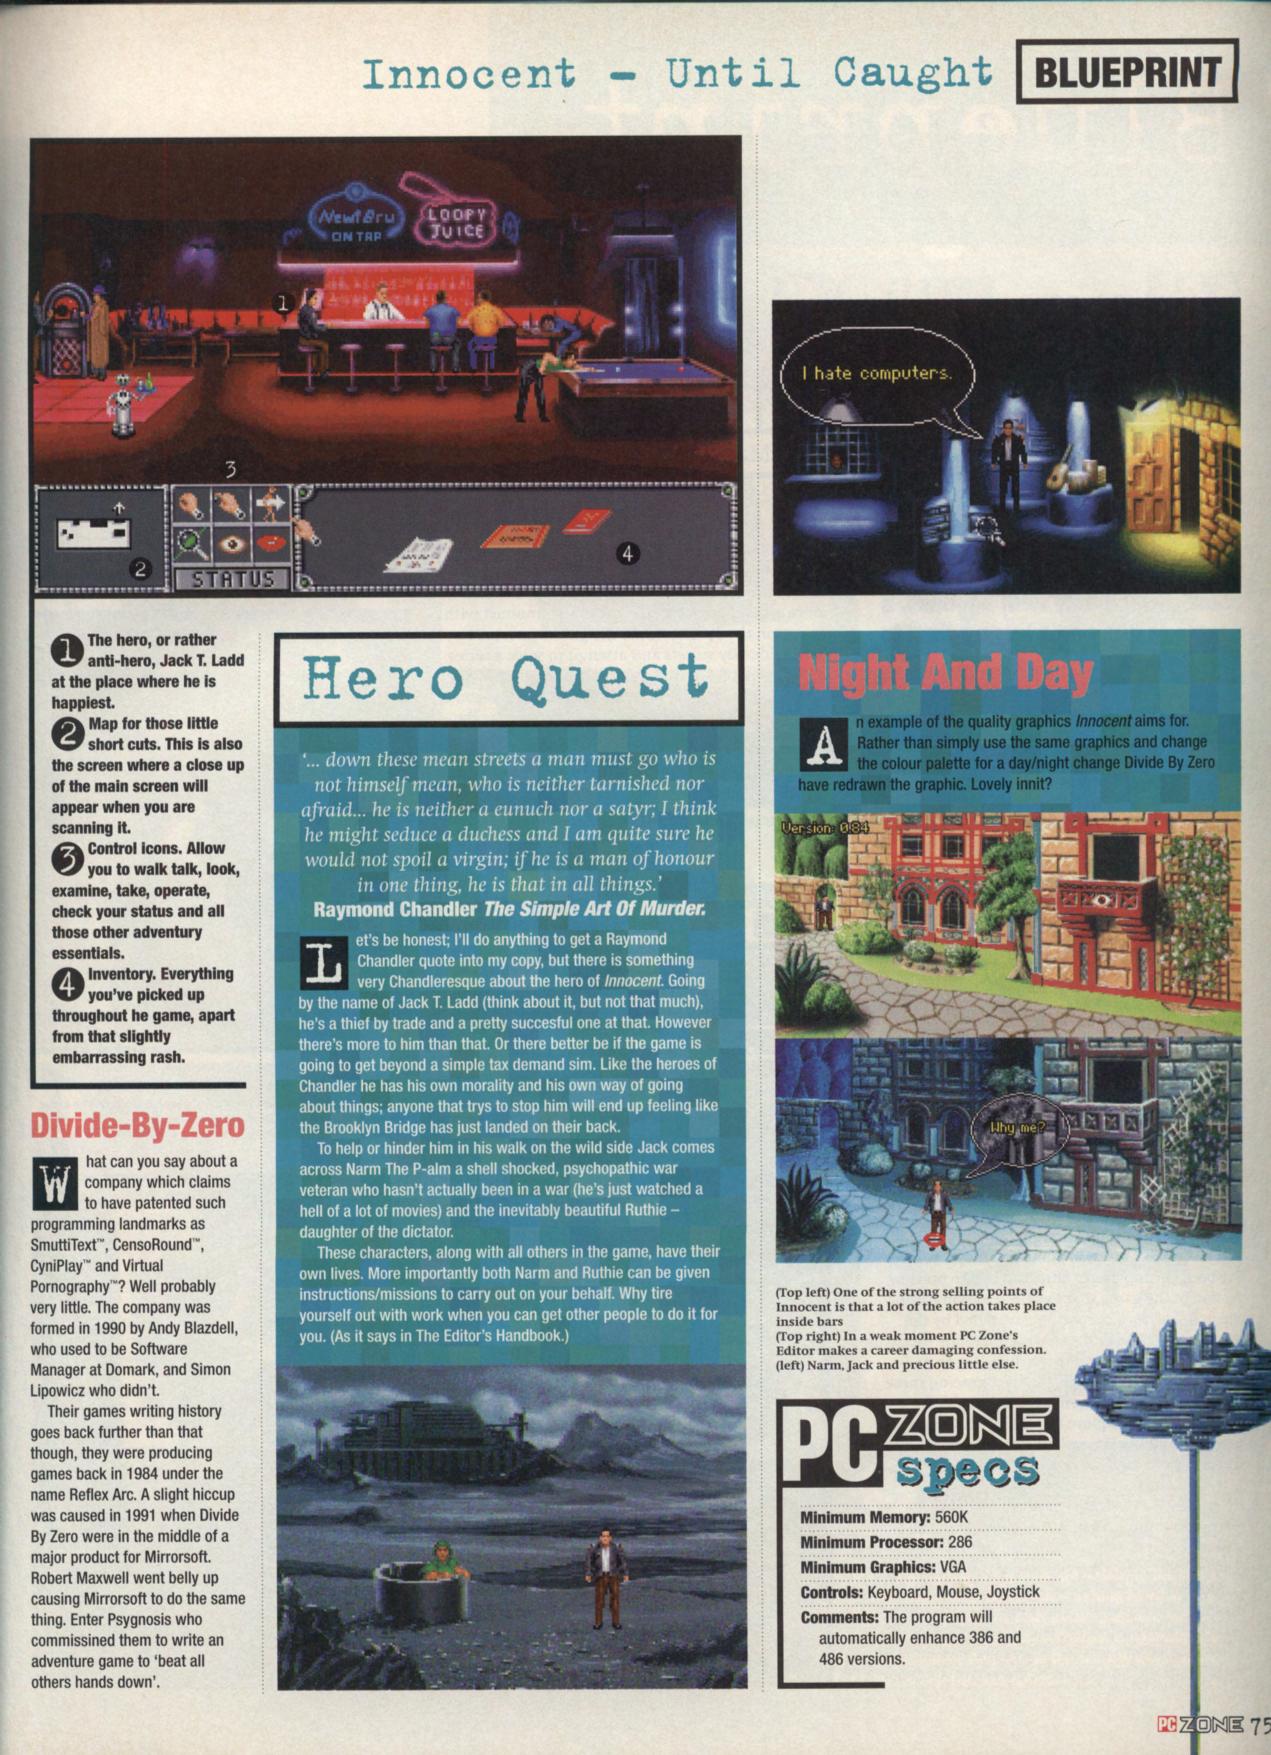 Innocent – Until Caught BLUEPRINT
Newt Bru
ON TAP
LOOPY
JUICE
1
3
2
STATUS
4
I hate computers.
1 The hero, or rather
anti-hero, Jack T. Ladd
at the place where he is
happiest.
2 Map for those little
short cuts. This is also
the screen where a close up
of the main screen will
appear when you are
scanning it.
3 Control icons. Allow
you to walk talk, look,
examine, take, operate,
check your status and all
those other adventury
essentials.
4 Inventory. Everything
you've picked up
throughout he game, apart
from that slightly
embarrassing rash.
Divide-By-Zero
What can you say about a
company which claims
to have patented such
programming landmarks as
SmuttiText™, CensoRound™,
CyniPlay™ and Virtual
Pornography™? Well probably
very little. The company was
formed in 1990 by Andy Blazdell,
who used to be Software
Manager at Domark, and Simon
Lipowicz who didn't.
Their games writing history
goes back further than that
though, they were producing
games back in 1984 under the
name Reflex Arc. A slight hiccup
was caused in 1991 when Divide
By Zero were in the middle of a
major product for Mirrorsoft.
Robert Maxwell went belly up
causing Mirrorsoft to do the same
thing. Enter Psygnosis who
commissined them to write an
adventure game to 'beat all
others hands down'.
Hero Quest
'... down these mean streets a man must go who is
not himself mean, who is neither tarnished nor
afraid... he is neither a eunuch nor a satyr; I think
he might seduce a duchess and I am quite sure he
would not spoil a virgin; if he is a man of honour
in one thing, he is that in all things.'
Raymond Chandler The Simple Art Of Murder.
Let's be honest; I'll do anything to get a Raymond
Chandler quote into my copy, but there is something
very Chandleresque about the hero of Innocent. Going
by the name of Jack T. Ladd (think about it, but not that much),
he's a thief by trade and a pretty succesful one at that. However
there's more to him than that. Or there better be if the game is
going to get beyond a simple tax demand sim. Like the heroes of
Chandler he has his own morality and his own way of going
about things; anyone that trys to stop him will end up feeling like
the Brooklyn Bridge has just landed on their back.
To help or hinder him in his walk on the wild side Jack comes
across Narm The P-alm a shell shocked, psychopathic war
veteran who hasn't actually been in a war (he's just watched a
hell of a lot of movies) and the inevitably beautiful Ruthie –
daughter of the dictator.
These characters, along with all others in the game, have their
own lives. More importantly both Narm and Ruthie can be given
instructions/missions to carry out on your behalf. Why tire
yourself out with work when you can get other people to do it for
you. (As it says in The Editor's Handbook.)
Night And Day
An example of the quality graphics Innocent aims for.
Rather than simply use the same graphics and change
the colour palette for a day/night change Divide By Zero
have redrawn the graphic. Lovely innit?
Version: 0.84
Why me?
(Top left) One of the strong selling points of
Innocent is that a lot of the action takes place
inside bars
(Top right) In a weak moment PC Zone's
Editor makes a career damaging confession.
(left) Narm, Jack and precious little else.
PC ZONE
specs
Minimum Memory: 560K
Minimum Processor: 286
Minimum Graphics: VGA
Controls: Keyboard, Mouse, Joystick
Comments: The program will
automatically enhance 386 and
486 versions.
PC ZONE 75